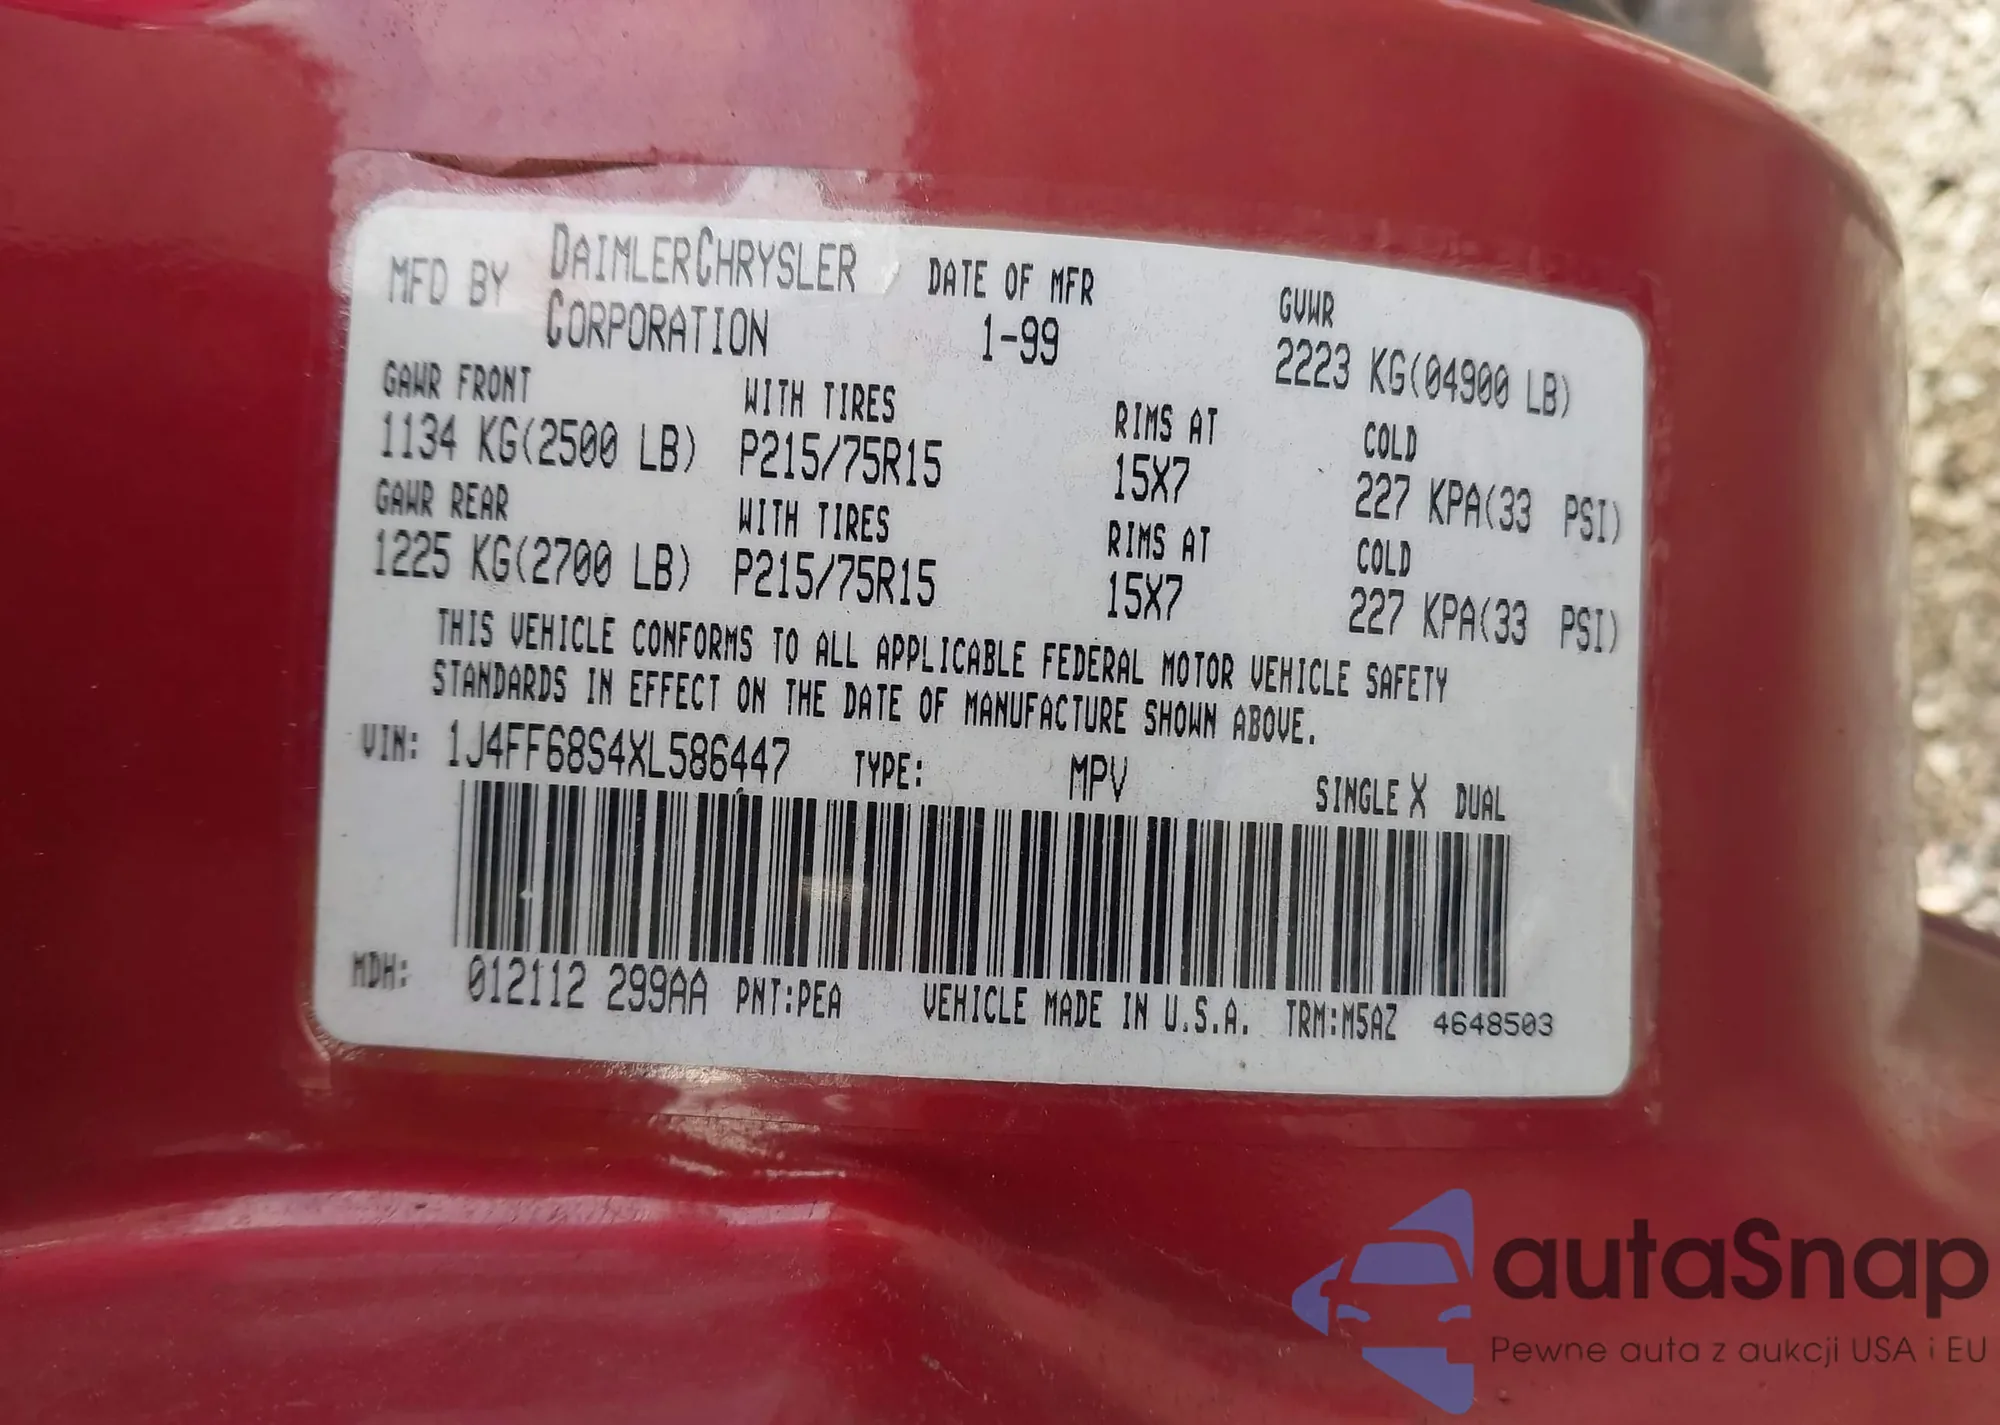 MFD BY DAIMLERCHRYSLER CORPORATION DATE OF MFR 1-99 GVWR 2223 KG(04900 LB)
GAWR FRONT WITH TIRES RIMS AT COLD
1134 KG(2500 LB) P215/75R15 15X7 227 KPA(33 PSI)
GAWR REAR WITH TIRES RIMS AT COLD
1225 KG(2700 LB) P215/75R15 15X7 227 KPA(33 PSI)
THIS VEHICLE CONFORMS TO ALL APPLICABLE FEDERAL MOTOR VEHICLE SAFETY
STANDARDS IN EFFECT ON THE DATE OF MANUFACTURE SHOWN ABOVE.
VIN: 1J4FF68S4XL586447 TYPE: MPV SINGLE X DUAL
MDH: 012112 299AA PNT:PEA VEHICLE MADE IN U.S.A. TRM:M5AZ 4648503
autaSnap
Pewne auta z aukcji USA i EU